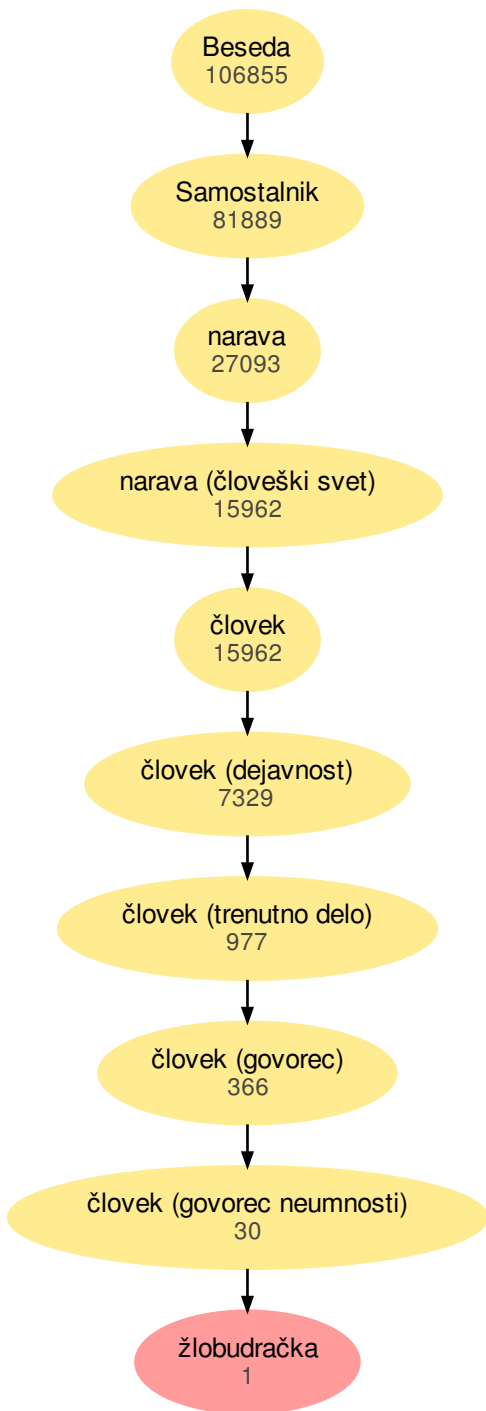 Beseda
106855
Samostalnik
81889
narava
27093
narava (človeški svet)
15962
človek
15962
človek (dejavnost)
7329
človek (trenutno delo)
977
človek (govorec)
366
človek (govorec neumnosti)
30
žlobudračka
1